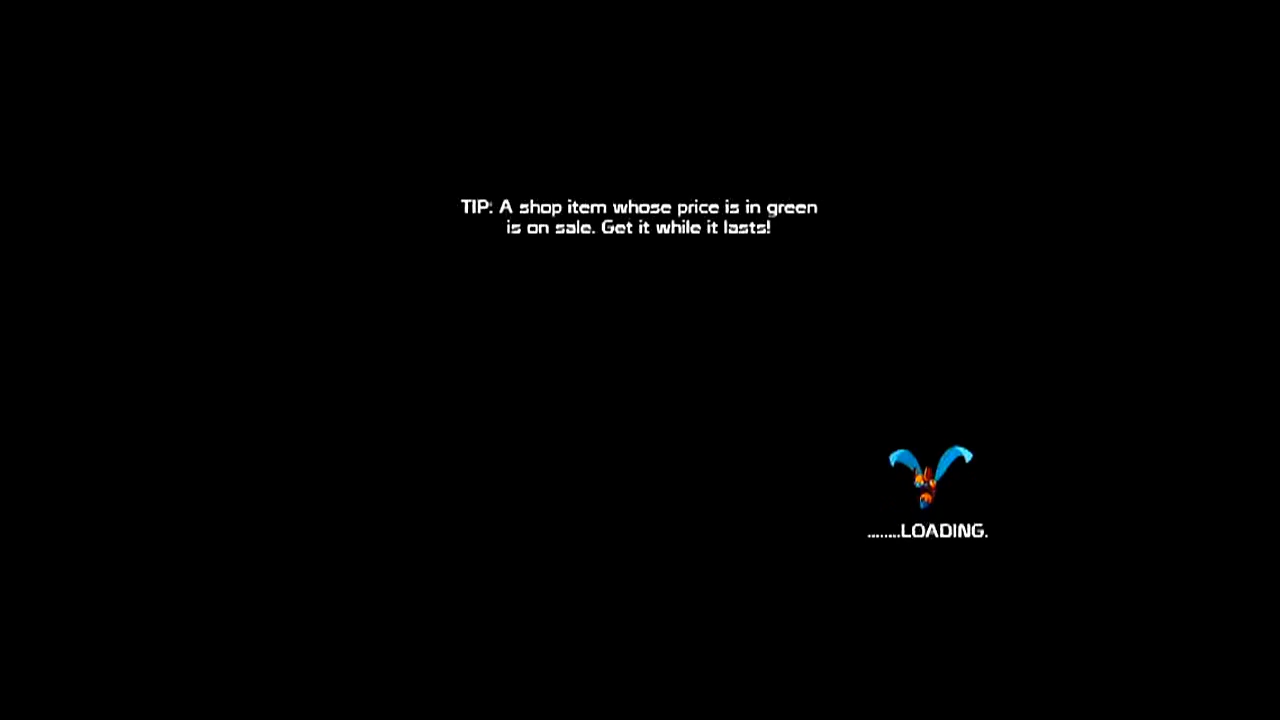 TIP: A shop item whose price is in green
is on sale. Get it while it lasts!
........LOADING.